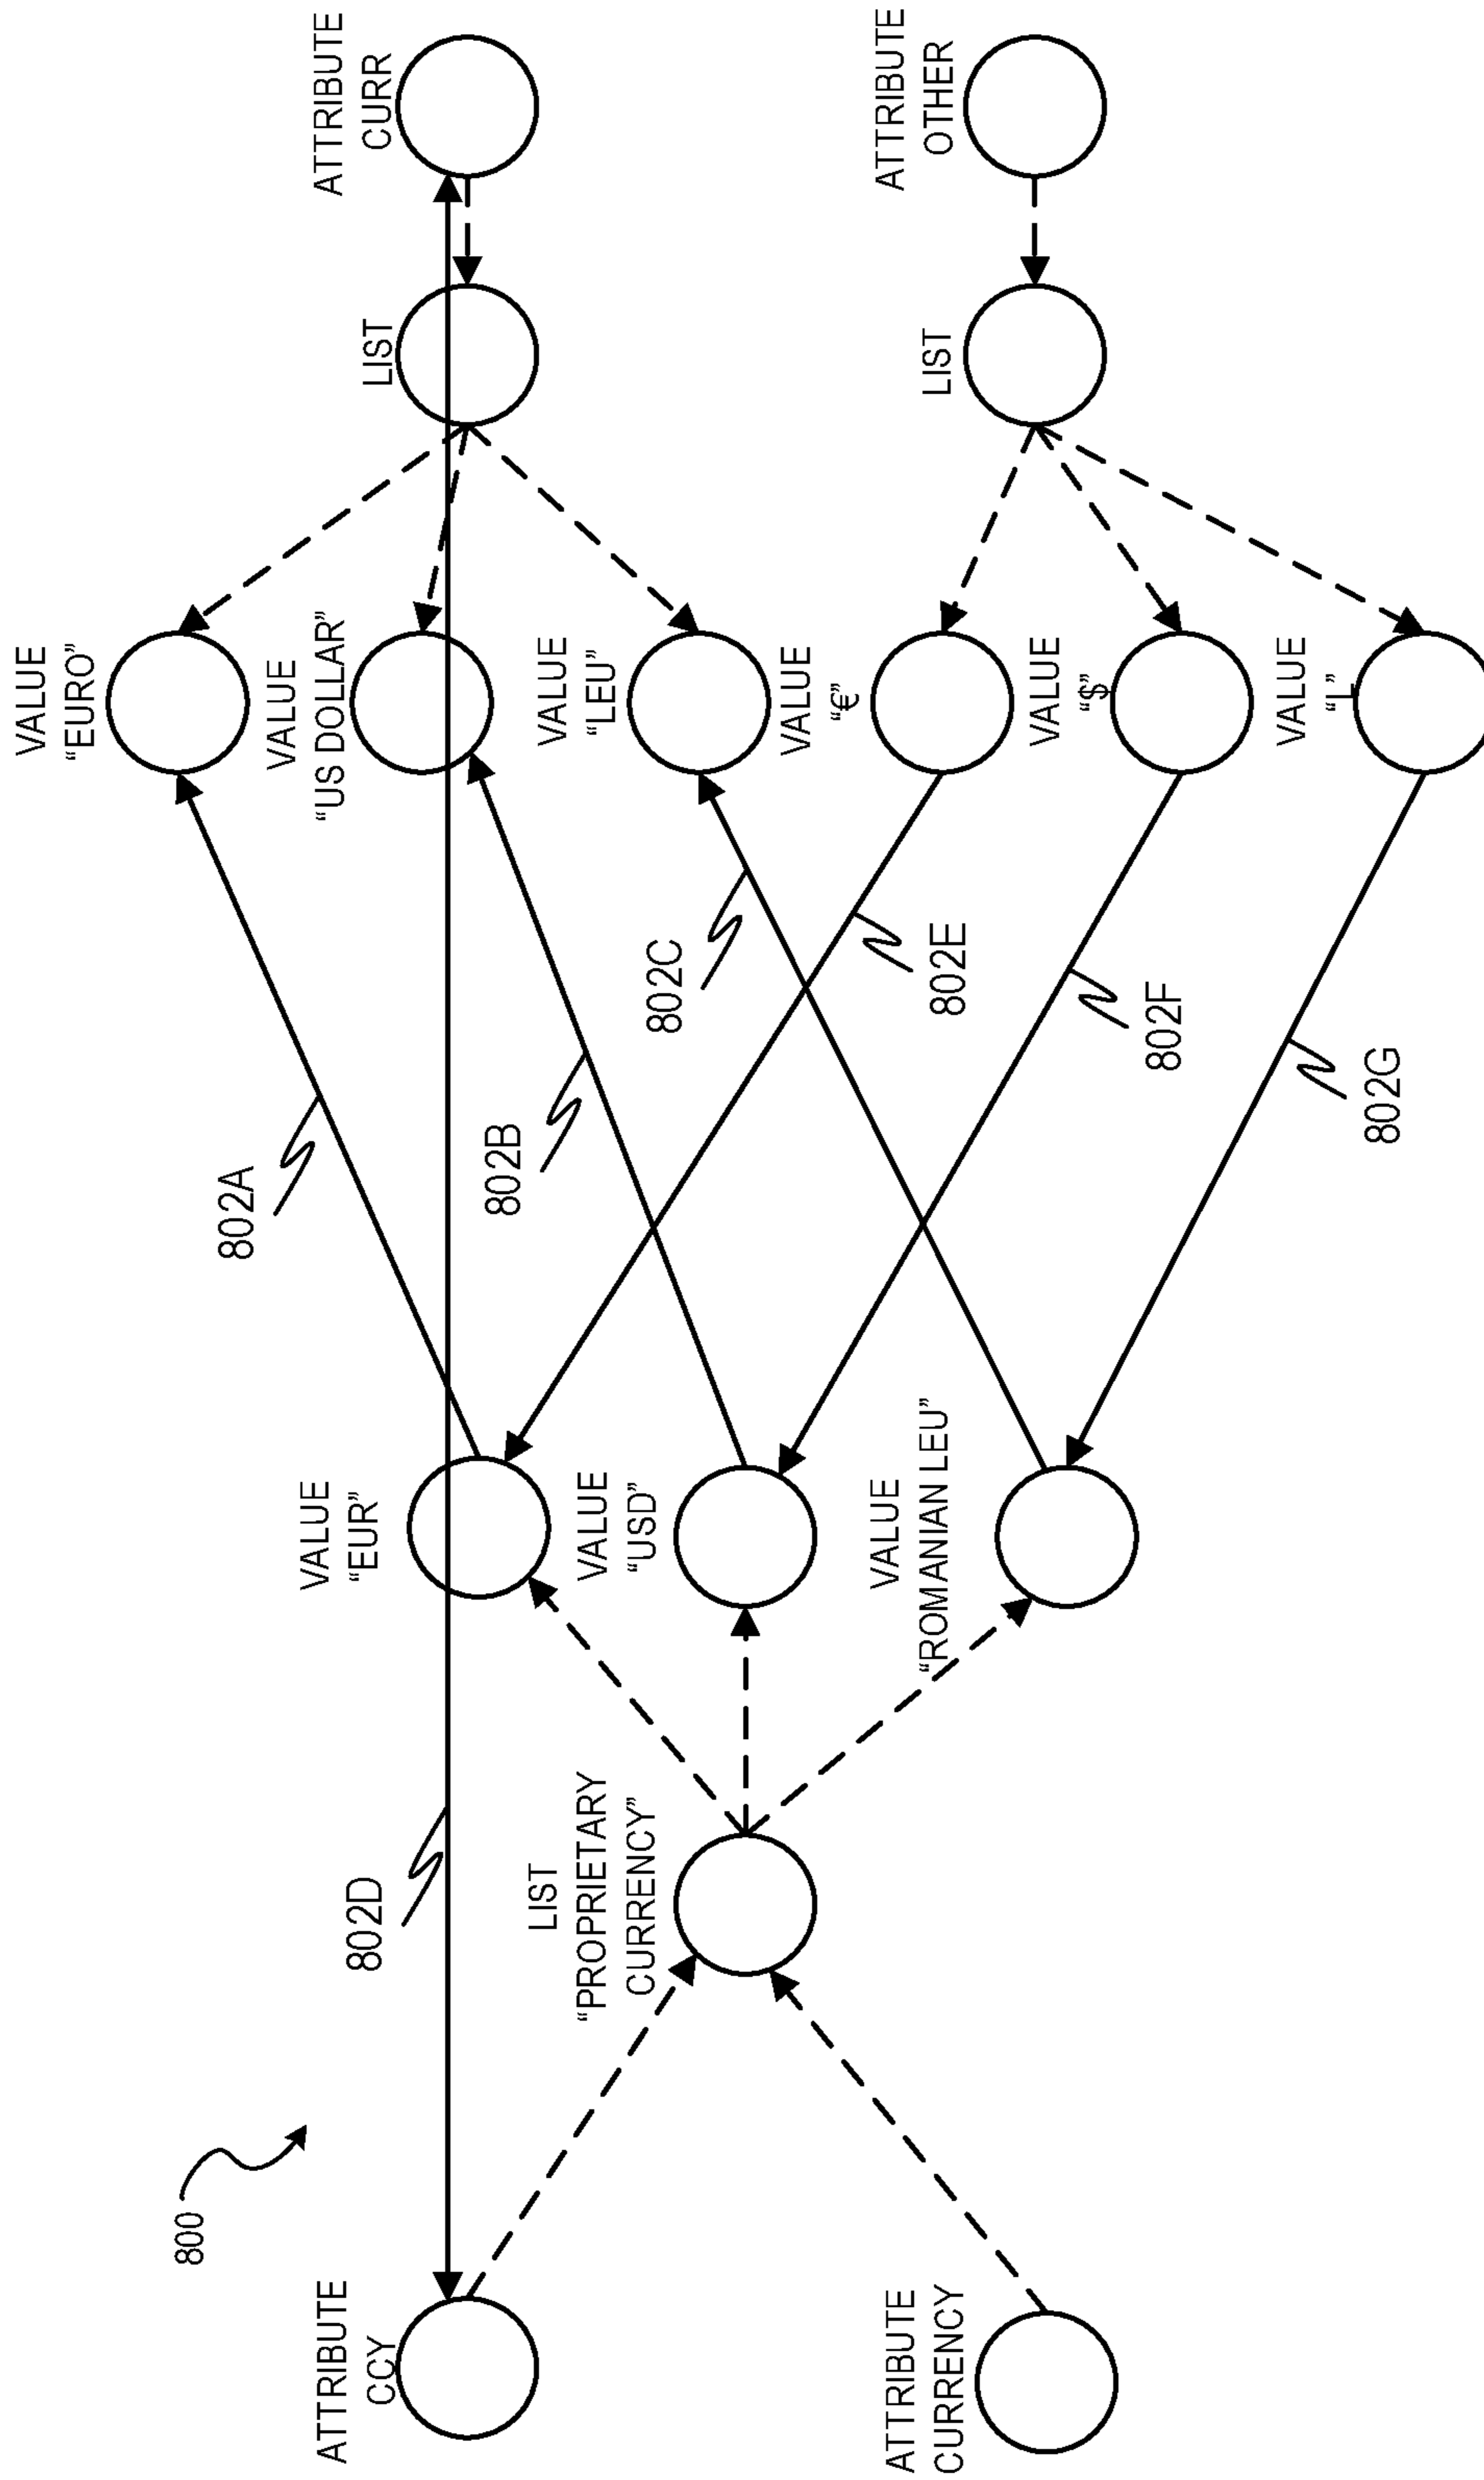 800
ATTRIBUTE
CCY
ATTRIBUTE
CURRENCY
802D
LIST
“PROPRIETARY
CURRENCY”
VALUE
“EUR”
VALUE
“USD”
VALUE
“ROMANIAN LEU”
802A
802B
802C
802E
802F
802G
VALUE
“EURO”
VALUE
“US DOLLAR”
VALUE
“LEU”
VALUE
“€”
VALUE
“$”
VALUE
“L”
LIST
LIST
ATTRIBUTE
CURR
ATTRIBUTE
OTHER